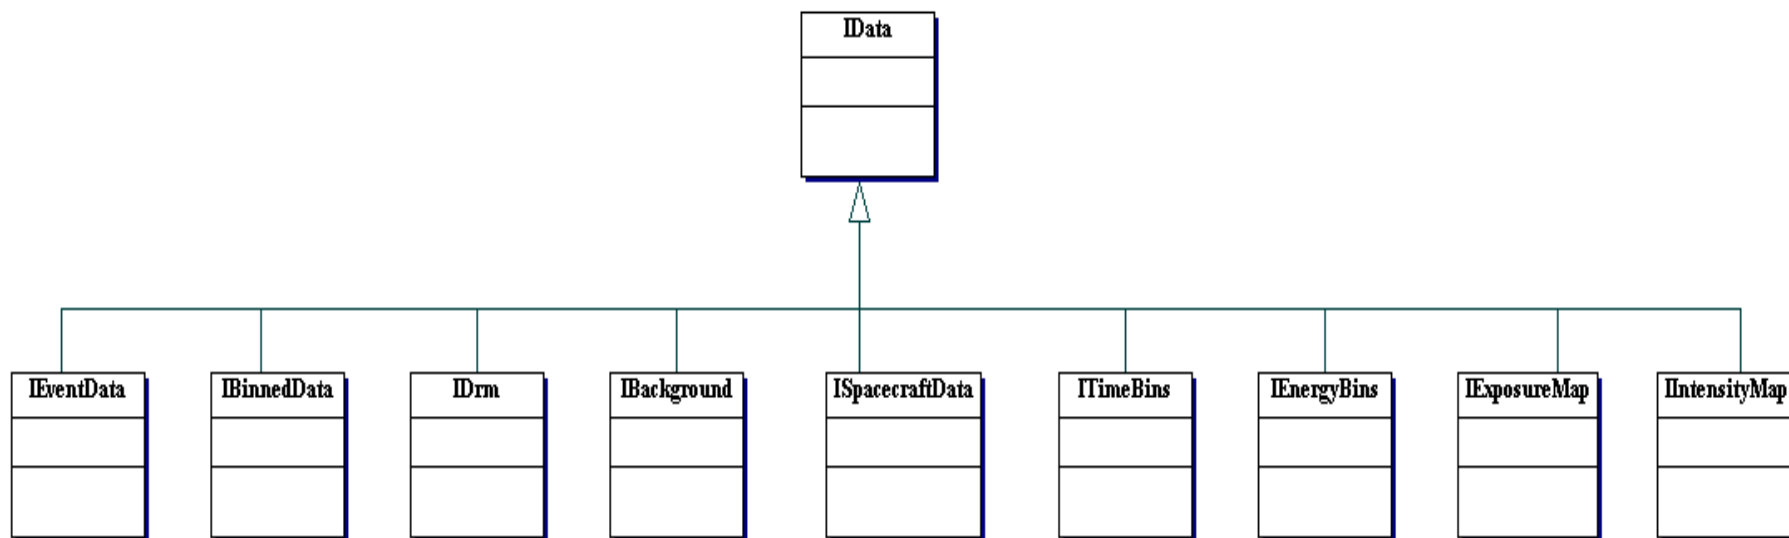 IData
IEventData
IBinnedData
IDrm
IBackground
ISpacecraftData
ITimeBins
IEnergyBins
IExposureMap
IIntensityMap